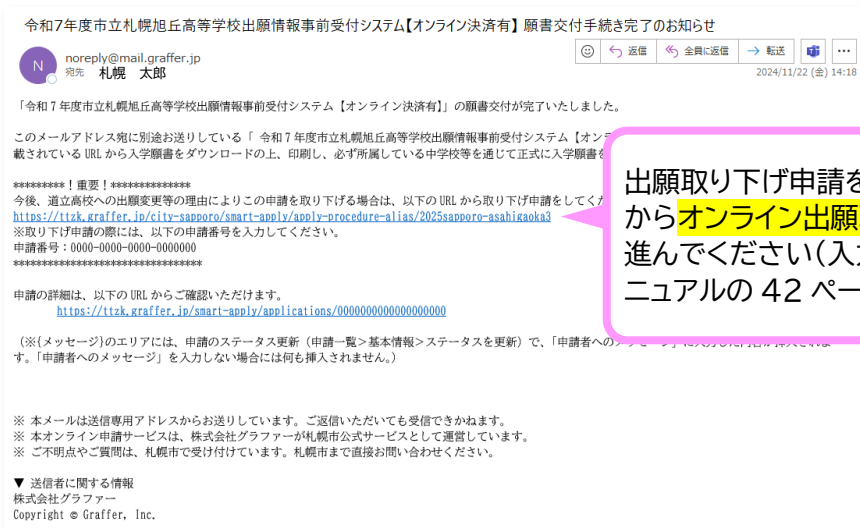 令和7年度市立札幌旭丘高等学校出願情報事前受付システム【オンライン決済有】 願書交付手続き完了のお知らせ
N
noreply@mail.graffer.jp
宛先 札幌 太郎
返信 全員に返信 転送
2024/11/22 (金) 14:18
「令和７年度市立札幌旭丘高等学校出願情報事前受付システム【オンライン決済有】」の願書交付が完了いたしました。
このメールアドレス宛に別途お送りしている「 令和７年度市立札幌旭丘高等学校出願情報事前受付システム【オン
載されている URL から入学願書をダウンロードの上、印刷し、必ず所属している中学校等を通じて正式に入学願書を
*********！重要！**************
今後、道立高校への出願変更等の理由によりこの申請を取り下げる場合は、以下の URL から取り下げ申請をしてくだ
https://ttzk.graffer.jp/city-sapporo/smart-apply/apply-procedure-alias/2025sapporo-asahigaoka3
※取り下げ申請の際には、以下の申請番号を入力してください。
申請番号：0000-0000-0000-0000000
*********************************
申請の詳細は、以下の URL からご確認いただけます。
https://ttzk.graffer.jp/smart-apply/applications/0000000000000000000
（※{メッセージ}のエリアには、申請のステータス更新（申請一覧＞基本情報＞ステータスを更新）で、「申請者への
す。「申請者へのメッセージ」を入力しない場合には何も挿入されません。）
※ 本メールは送信専用アドレスからお送りしています。ご返信いただいても受信できかねます。
※ 本オンライン申請サービスは、株式会社グラファーが札幌市公式サービスとして運営しています。
※ ご不明点やご質問は、札幌市で受け付けています。札幌市まで直接お問い合わせください。
▼ 送信者に関する情報
株式会社グラファー
Copyright © Graffer, Inc.
出願取り下げ申請を
からオンライン出願
進んでください（入
ニュアルの 42 ペー